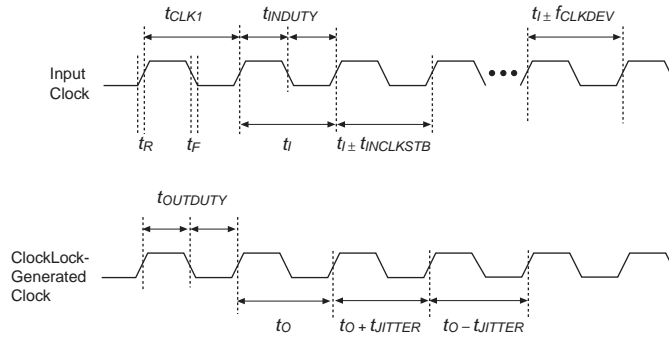 tCLK1 tINDUTY tI ± fCLKDEV
Input
Clock
tR tF tI tI ± tINCLKSTB
tOUTDUTY
ClockLock-
Generated
Clock
tO tO + tJITTER tO – tJITTER